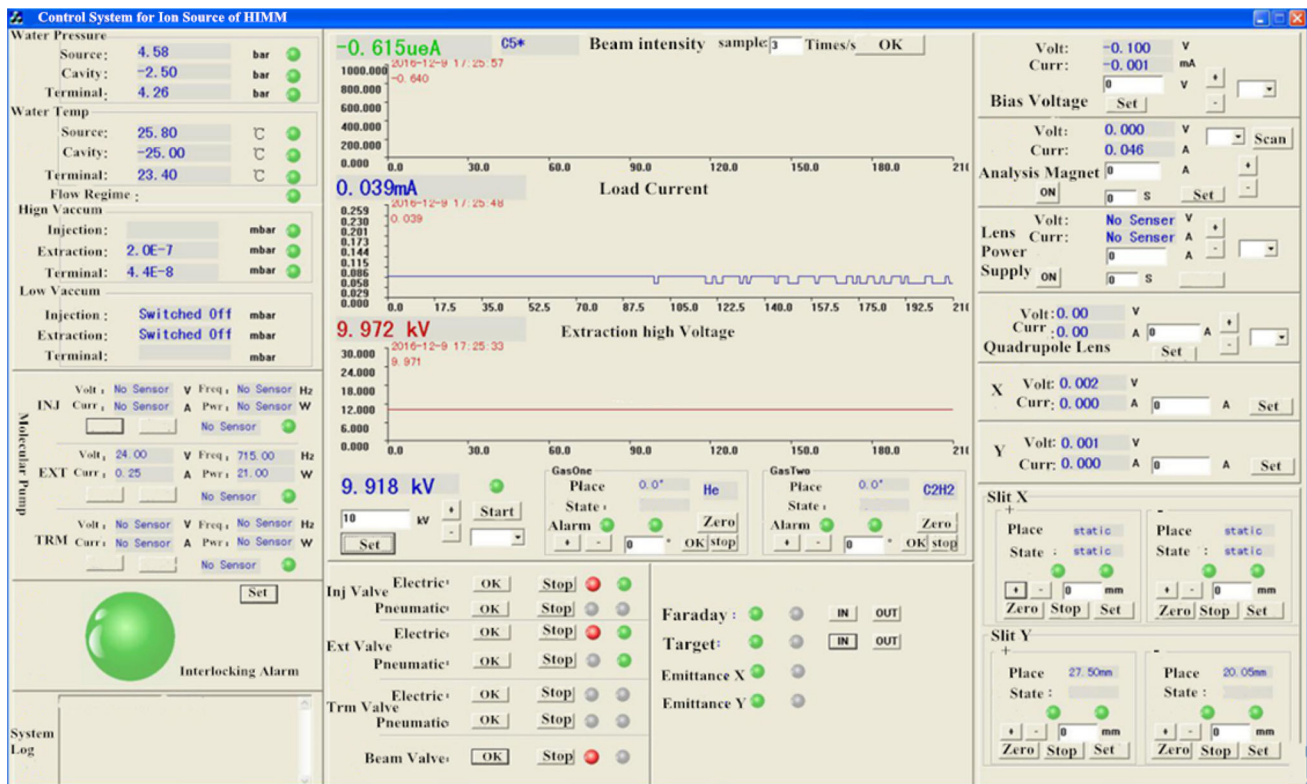 Control System for Ion Source of HIMM
Water Pressure
Source: 4.58 bar
Cavity: -2.50 bar
Terminal: 4.26 bar
Water Temp
Source: 25.80 ℃
Cavity: -25.00 ℃
Terminal: 23.40 ℃
Flow Regime :
Hign Vaccum
Injection: mbar
Extraction: 2.0E-7 mbar
Terminal: 4.4E-8 mbar
Low Vaccum
Injection : Switched Off mbar
Extraction: Switched Off mbar
Terminal: mbar
Molecular Pump
INJ
Volt : No Sensor V Freq : No Sensor Hz
Curr : No Sensor A Pwr : No Sensor W
No Sensor
EXT
Volt : 24.00 V Freq : 715.00 Hz
Curr : 0.25 A Pwr : 21.00 W
No Sensor
TRM
Volt : No Sensor V Freq : No Sensor Hz
Curr : No Sensor A Pwr : No Sensor W
No Sensor
Set
Interlocking Alarm
System Log
-0.615ueA C5* Beam intensity sample: 3 Times/s OK
2016-12-9 17:25:57
-0.640
1000.000
800.000
600.000
400.000
200.000
0.000
0.0 30.0 60.0 90.0 120.0 150.0 180.0 210
0.039mA Load Current
2016-12-9 17:25:48
0.039
0.259
0.230
0.201
0.173
0.144
0.115
0.086
0.058
0.029
0.000
0.0 17.5 35.0 52.5 70.0 87.5 105.0 122.5 140.0 157.5 175.0 192.5 210
9.972 kV Extraction high Voltage
2016-12-9 17:25:33
9.971
30.000
24.000
18.000
12.000
6.000
0.000
0.0 30.0 60.0 90.0 120.0 150.0 180.0 210
9.918 kV
10 kV + - Start
Set
GasOne
Place 0.0° He
State :
Alarm Zero
+ - 0 ° OK stop
GasTwo
Place 0.0° C2H2
State :
Alarm Zero
+ - 0 ° OK stop
Inj Valve
Electric: OK Stop
Pneumatic: OK Stop
Ext Valve
Electric: OK Stop
Pneumatic: OK Stop
Trm Valve
Electric: OK Stop
Pneumatic: OK Stop
Beam Valve: OK Stop
Faraday : IN OUT
Target: IN OUT
Emittance X
Emittance Y
Volt: -0.100 V
Curr: -0.001 mA
0 V + -
Bias Voltage Set
Volt: 0.000 V
Curr: 0.046 A Scan
Analysis Magnet 0 A + -
ON 0 S Set
Volt: No Senser V
Curr: No Senser A
Lens Power Supply 0 A + -
ON 0 S
Volt: 0.00 V
Curr : 0.00 A 0 A + -
Quadrupole Lens Set
X Volt: 0.002 V
Curr: 0.000 A 0 A Set
Y Volt: 0.001 V
Curr: 0.000 A 0 A Set
Slit X
+
Place static
State : static
+ - 0 mm
Zero Stop Set
-
Place static
State : static
+ - 0 mm
Zero Stop Set
Slit Y
+
Place 27.50mm
State :
+ - 0 mm
Zero Stop Set
-
Place 20.05mm
State :
+ - 0 mm
Zero Stop Set